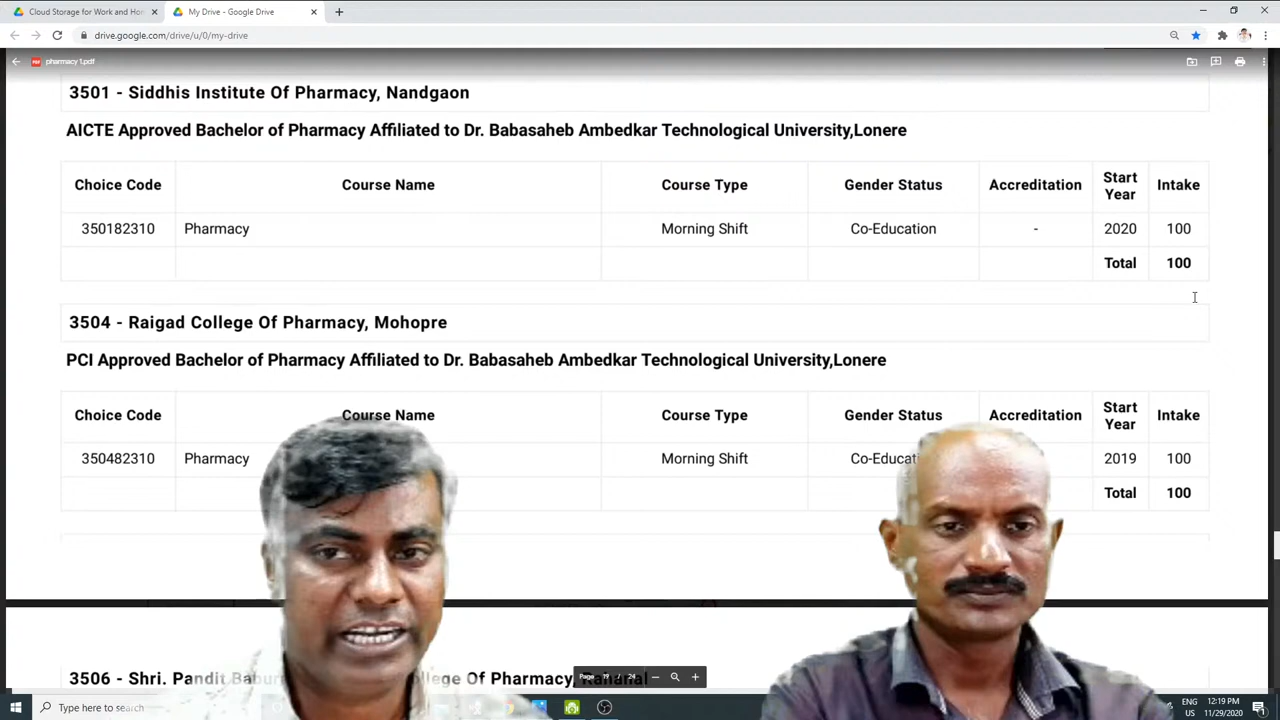 Cloud Storage for Work and Hom
My Drive - Google Drive
drive.google.com/drive/u/0/my-drive
pharmacy 1.pdf
3501 - Siddhis Institute Of Pharmacy, Nandgaon
AICTE Approved Bachelor of Pharmacy Affiliated to Dr. Babasaheb Ambedkar Technological University,Lonere
Choice Code Course Name Course Type Gender Status Accreditation Start Year Intake
350182310 Pharmacy Morning Shift Co-Education - 2020 100
Total 100
3504 - Raigad College Of Pharmacy, Mohopre
PCI Approved Bachelor of Pharmacy Affiliated to Dr. Babasaheb Ambedkar Technological University,Lonere
Choice Code Course Name Course Type Gender Status Accreditation Start Year Intake
350482310 Pharmacy Morning Shift Co-Educati 2019 100
Total 100
3506 - Shri. Pandit Of Pharmacy,
Page
Type here to search
ENG 12:19 PM
US 11/29/2020